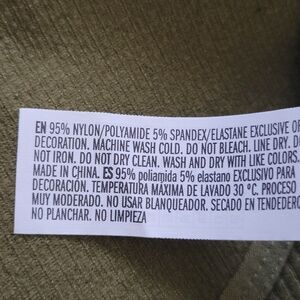 EN 95% NYLON/POLYAMIDE 5% SPANDEX/ELASTANE EXCLUSIVE OF
DECORATION. MACHINE WASH COLD. DO NOT BLEACH. LINE DRY. DO
NOT IRON. DO NOT DRY CLEAN. WASH AND DRY WITH LIKE COLORS.
MADE IN CHINA. ES 95% poliamida 5% elastano EXCLUSIVO PARA
DECORACIÓN. TEMPERATURA MÁXIMA DE LAVADO 30 ºC. PROCESO
MUY MODERADO. NO USAR BLANQUEADOR. SECADO EN TENDEDERO
NO PLANCHAR. NO LIMPIEZA